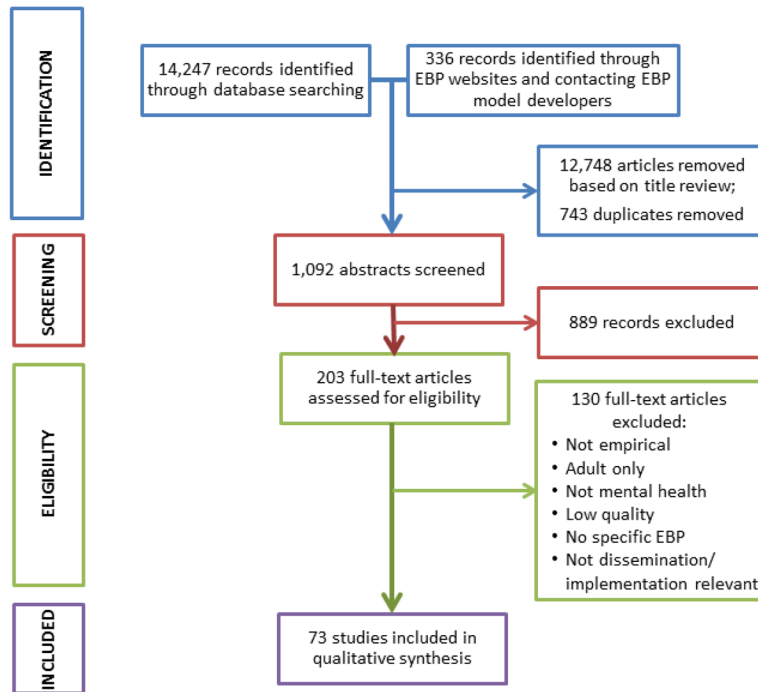 IDENTIFICATION
14,247 records identified
through database searching
336 records identified through
EBP websites and contacting EBP
model developers
12,748 articles removed
based on title review;
743 duplicates removed
SCREENING
1,092 abstracts screened
889 records excluded
ELIGIBILITY
203 full-text articles
assessed for eligibility
130 full-text articles
excluded:
• Not empirical
• Adult only
• Not mental health
• Low quality
• No specific EBP
• Not dissemination/
implementation relevant
INCLUDED
73 studies included in
qualitative synthesis